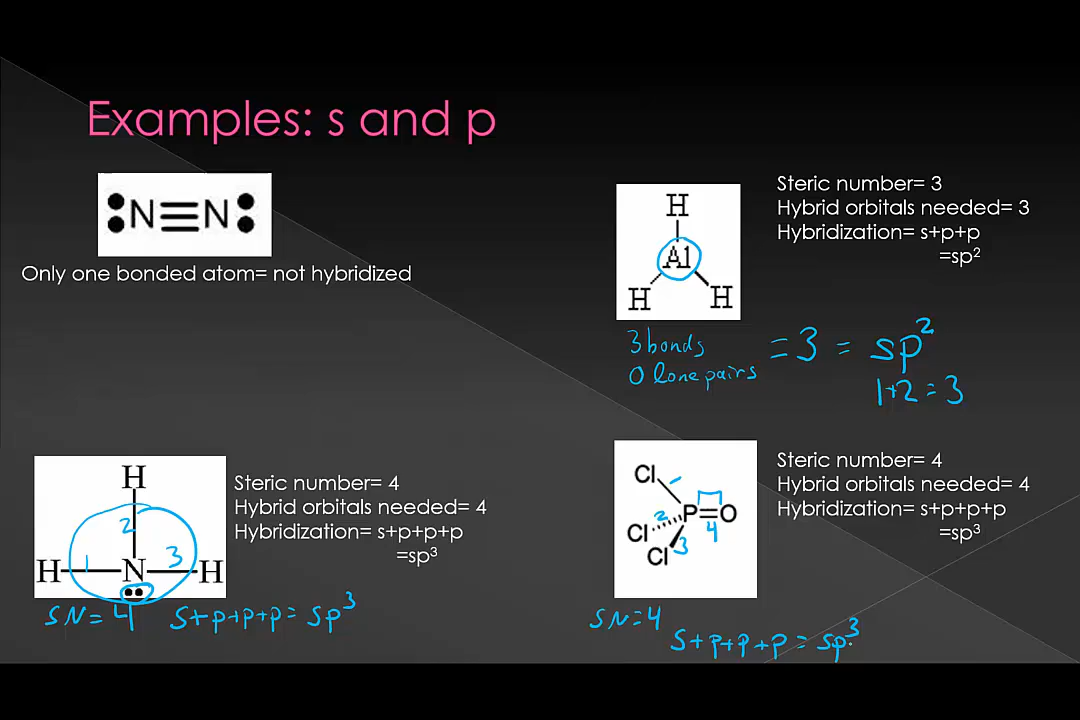 Examples: s and p
N≡N
Only one bonded atom= not hybridized
H
Al
H H
Steric number= 3
Hybrid orbitals needed= 3
Hybridization= s+p+p
=sp²
3 bonds
0 lone pairs
= 3 = sp²
1+2=3
H
2
H 1 N 3 H
Steric number= 4
Hybrid orbitals needed= 4
Hybridization= s+p+p+p
=sp³
SN=4 s+p+p+p= sp³
Cl
2 P=O
Cl 4
Cl 3
Steric number= 4
Hybrid orbitals needed= 4
Hybridization= s+p+p+p
=sp³
SN=4
s+p+p+p = sp³